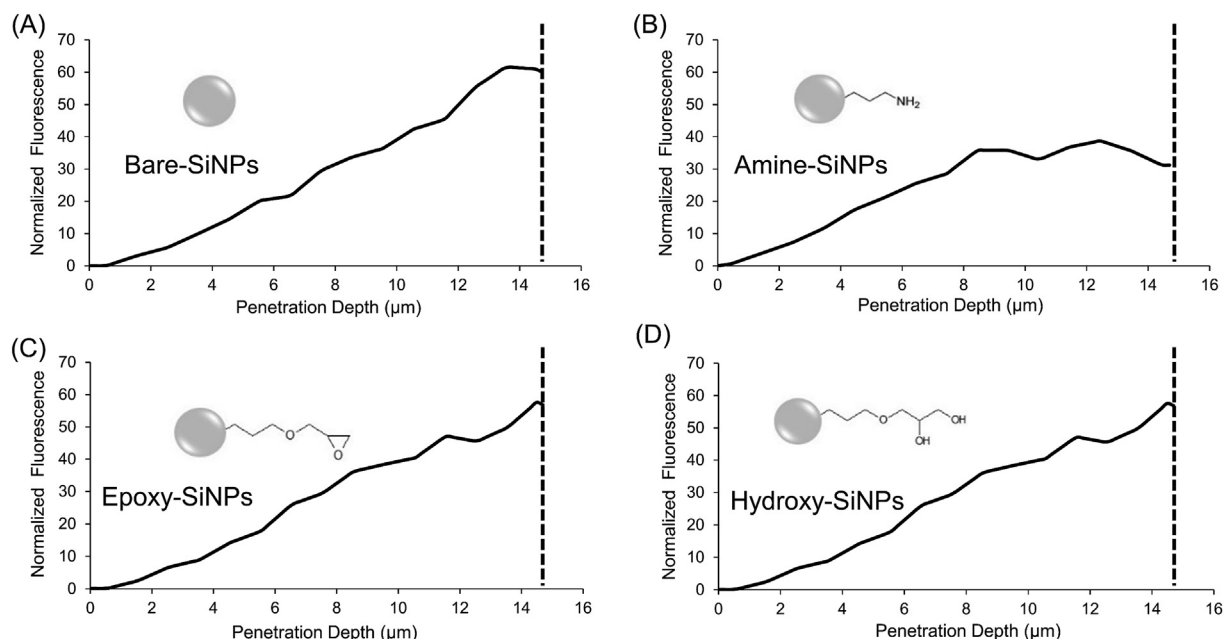 (A)
70
60
50
40
30
20
10
0
Normanlized Fluorescence
Bare-SiNPs
0 2 4 6 8 10 12 14 16
Penetration Depth (µm)
(B)
70
60
50
40
30
20
10
0
Normanlized Fluorescence
NH2
Amine-SiNPs
0 2 4 6 8 10 12 14 16
Penetration Depth (µm)
(C)
70
60
50
40
30
20
10
0
Normanlized Fluorescence
O
O
Epoxy-SiNPs
0 2 4 6 8 10 12 14 16
Penetration Depth (µm)
(D)
70
60
50
40
30
20
10
0
Normanlized Fluorescence
O
OH
OH
Hydroxy-SiNPs
0 2 4 6 8 10 12 14 16
Penetration Depth (µm)